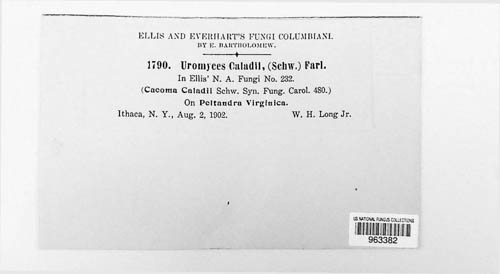 ELLIS AND EVERHART'S FUNGI COLUMBIANI.
BY E. BARTHOLOMEW.
1790. Uromyces Caladii, (Schw.) Farl.
In Ellis' N. A. Fungi No. 232.
(Caeoma Caladii Schw. Syn. Fung. Carol. 480.)
On Peltandra Virginica.
Ithaca, N. Y., Aug. 2, 1902. W. H. Long Jr.
US NATIONAL FUNGUS COLLECTIONS
963382